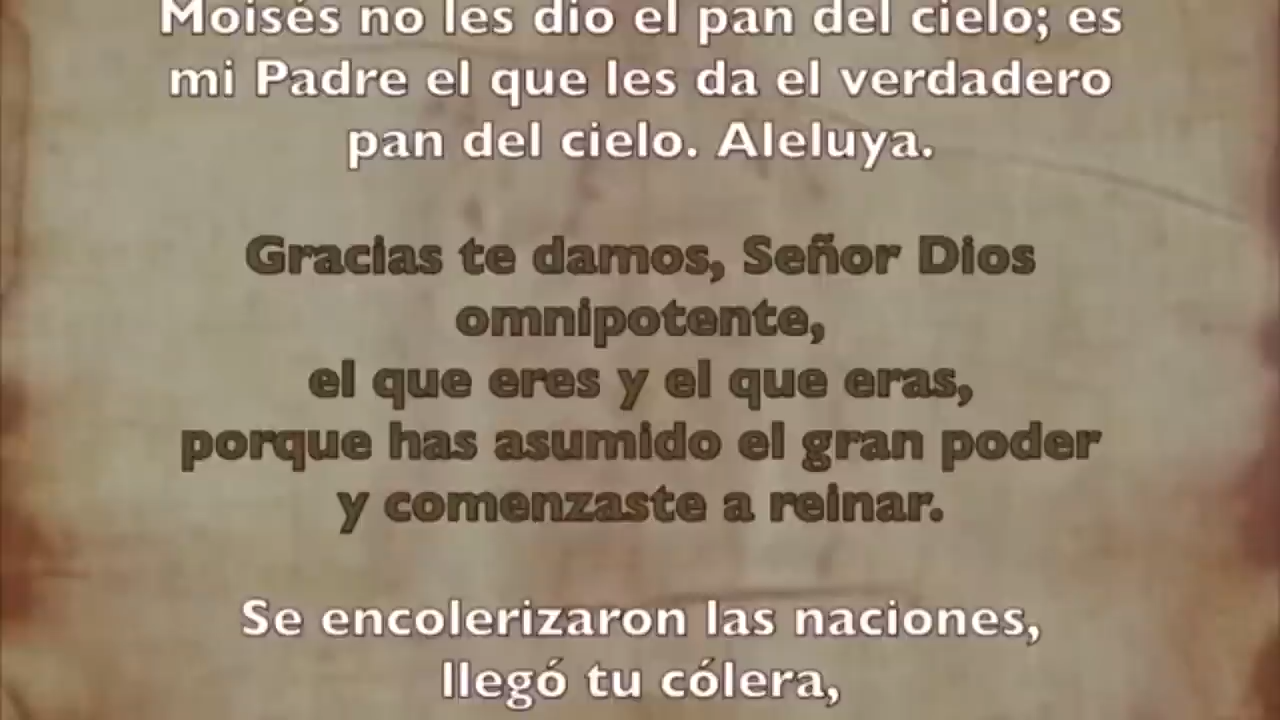 Moisés no les dio el pan del cielo; es
mi Padre el que les da el verdadero
pan del cielo. Aleluya.
Gracias te damos, Señor Dios
omnipotente,
el que eres y el que eras,
porque has asumido el gran poder
y comenzaste a reinar.
Se encolerizaron las naciones,
llegó tu cólera,